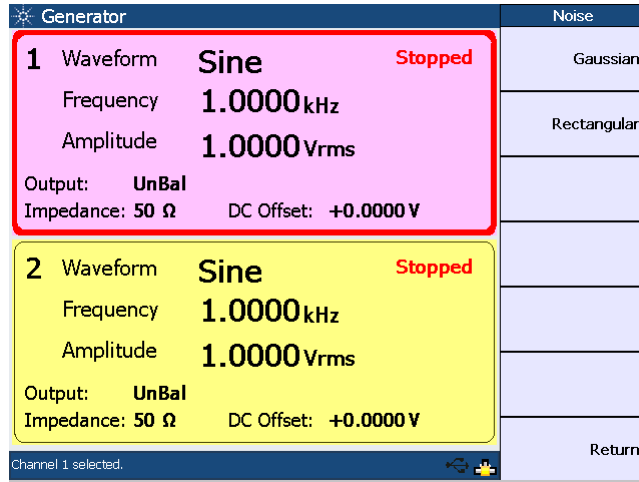 Generator
1 Waveform Sine Stopped
Frequency 1.0000 kHz
Amplitude 1.0000 Vrms
Output: UnBal
Impedance: 50 Ω DC Offset: +0.0000 V
2 Waveform Sine Stopped
Frequency 1.0000 kHz
Amplitude 1.0000 Vrms
Output: UnBal
Impedance: 50 Ω DC Offset: +0.0000 V
Channel 1 selected.
Noise
Gaussian
Rectangular
Return